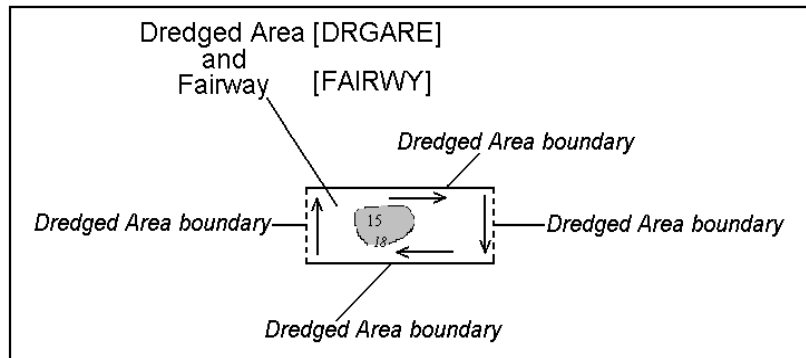 Dredged Area [DRGARE]
and
Fairway [FAIRWY]
Dredged Area boundary
Dredged Area boundary
15
18
Dredged Area boundary
Dredged Area boundary